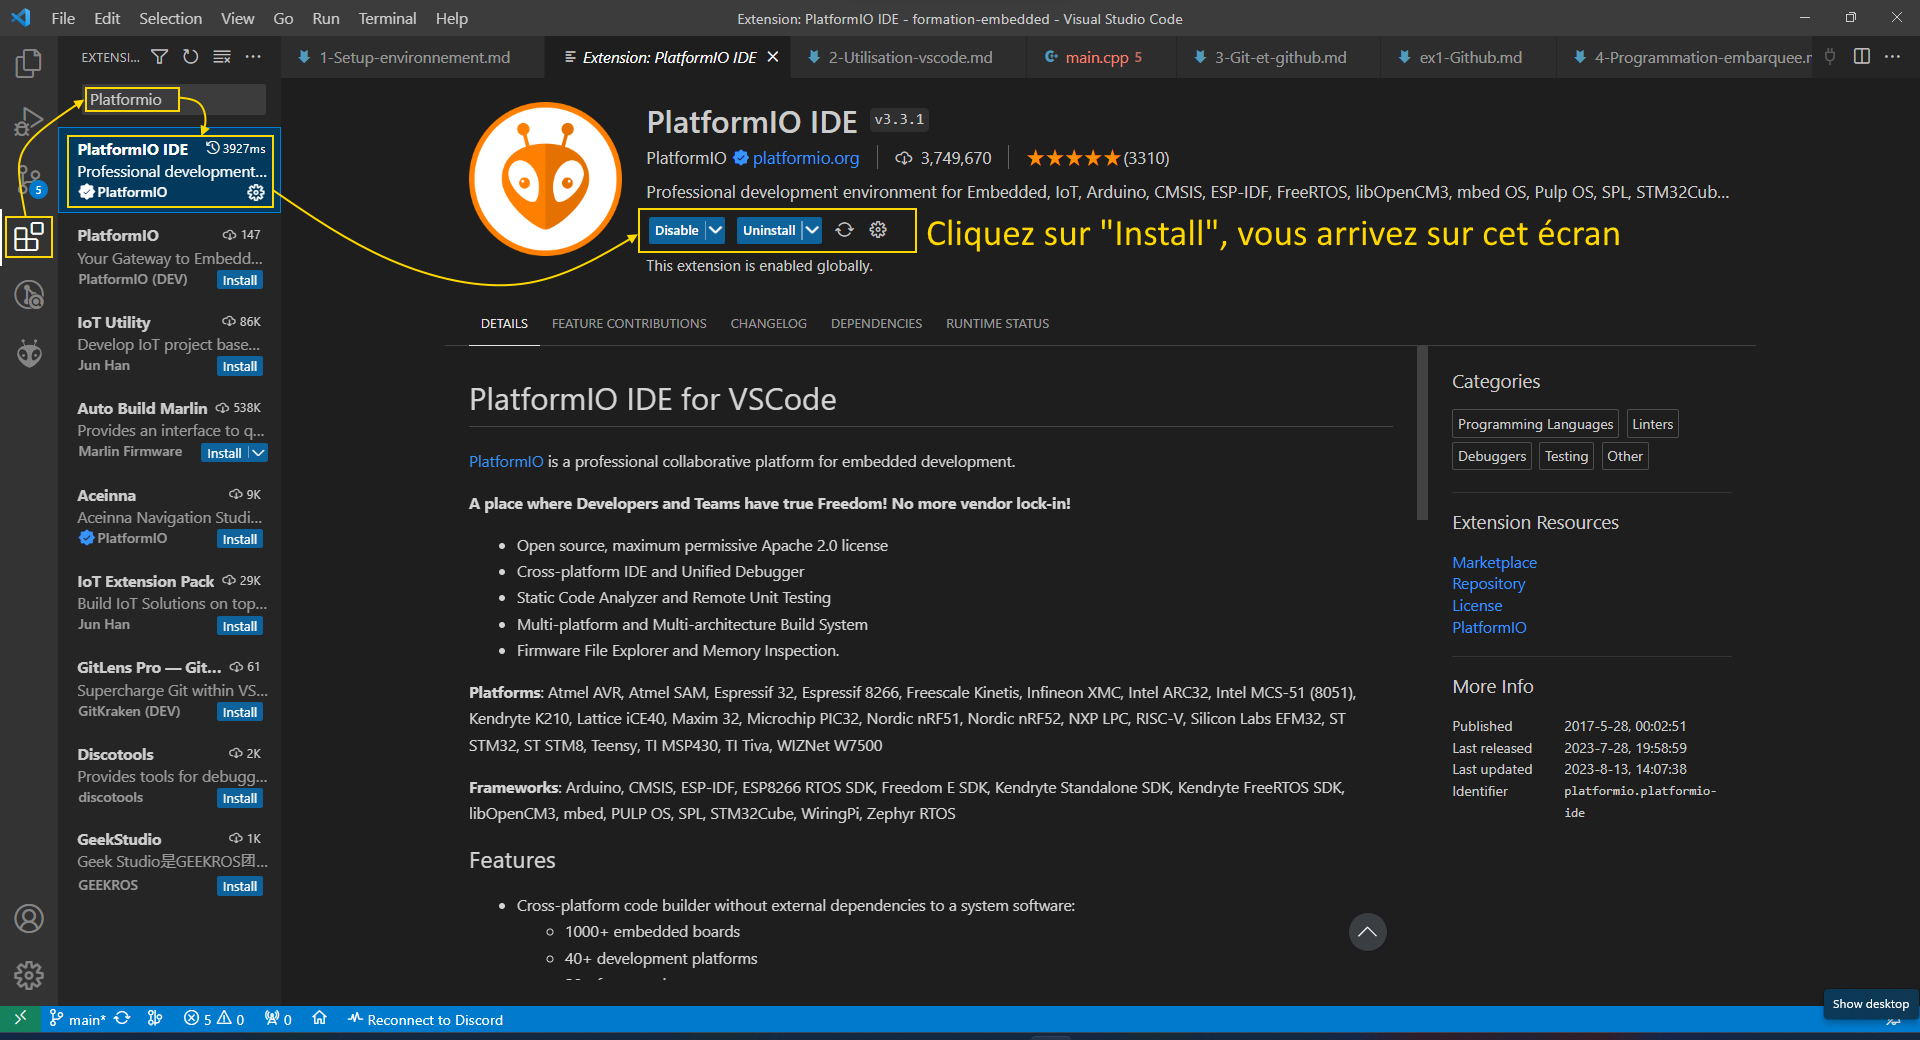 File Edit Selection View Go Run Terminal Help
Extension: PlatformIO IDE - formation-embedded - Visual Studio Code
EXTENSI...
1-Setup-environnement.md
Extension: PlatformIO IDE
2-Utilisation-vscode.md
main.cpp 5
3-Git-et-github.md
ex1-Github.md
4-Programmation-embarquee.m
Platformio
PlatformIO IDE 3927ms
Professional development...
PlatformIO
5
PlatformIO 147
Your Gateway to Embedd...
PlatformIO (DEV) Install
IoT Utility 86K
Develop IoT project base...
Jun Han Install
Auto Build Marlin 538K
Provides an interface to q...
Marlin Firmware Install
Aceinna 9K
Aceinna Navigation Studi...
PlatformIO Install
IoT Extension Pack 29K
Build IoT Solutions on top...
Jun Han Install
GitLens Pro — Git... 61
Supercharge Git within VS...
GitKraken (DEV) Install
Discotools 2K
Provides tools for debugg...
discotools Install
GeekStudio 1K
Geek Studio是GEEKROS团...
GEEKROS Install
PlatformIO IDE v3.3.1
PlatformIO platformio.org 3,749,670 (3310)
Professional development environment for Embedded, IoT, Arduino, CMSIS, ESP-IDF, FreeRTOS, libOpenCM3, mbed OS, Pulp OS, SPL, STM32Cub...
Disable Uninstall
Cliquez sur "Install", vous arrivez sur cet écran
This extension is enabled globally.
DETAILS FEATURE CONTRIBUTIONS CHANGELOG DEPENDENCIES RUNTIME STATUS
PlatformIO IDE for VSCode
PlatformIO is a professional collaborative platform for embedded development.
A place where Developers and Teams have true Freedom! No more vendor lock-in!
• Open source, maximum permissive Apache 2.0 license
• Cross-platform IDE and Unified Debugger
• Static Code Analyzer and Remote Unit Testing
• Multi-platform and Multi-architecture Build System
• Firmware File Explorer and Memory Inspection.
Platforms: Atmel AVR, Atmel SAM, Espressif 32, Espressif 8266, Freescale Kinetis, Infineon XMC, Intel ARC32, Intel MCS-51 (8051),
Kendryte K210, Lattice iCE40, Maxim 32, Microchip PIC32, Nordic nRF51, Nordic nRF52, NXP LPC, RISC-V, Silicon Labs EFM32, ST
STM32, ST STM8, Teensy, TI MSP430, TI Tiva, WIZNet W7500
Frameworks: Arduino, CMSIS, ESP-IDF, ESP8266 RTOS SDK, Freedom E SDK, Kendryte Standalone SDK, Kendryte FreeRTOS SDK,
libOpenCM3, mbed, PULP OS, SPL, STM32Cube, WiringPi, Zephyr RTOS
Features
• Cross-platform code builder without external dependencies to a system software:
◦ 1000+ embedded boards
◦ 40+ development platforms
Categories
Programming Languages Linters
Debuggers Testing Other
Extension Resources
Marketplace
Repository
License
PlatformIO
More Info
Published 2017-5-28, 00:02:51
Last released 2023-7-28, 19:58:59
Last updated 2023-8-13, 14:07:38
Identifier platformio.platformio-
ide
Show desktop
main* 5 0 0 Reconnect to Discord